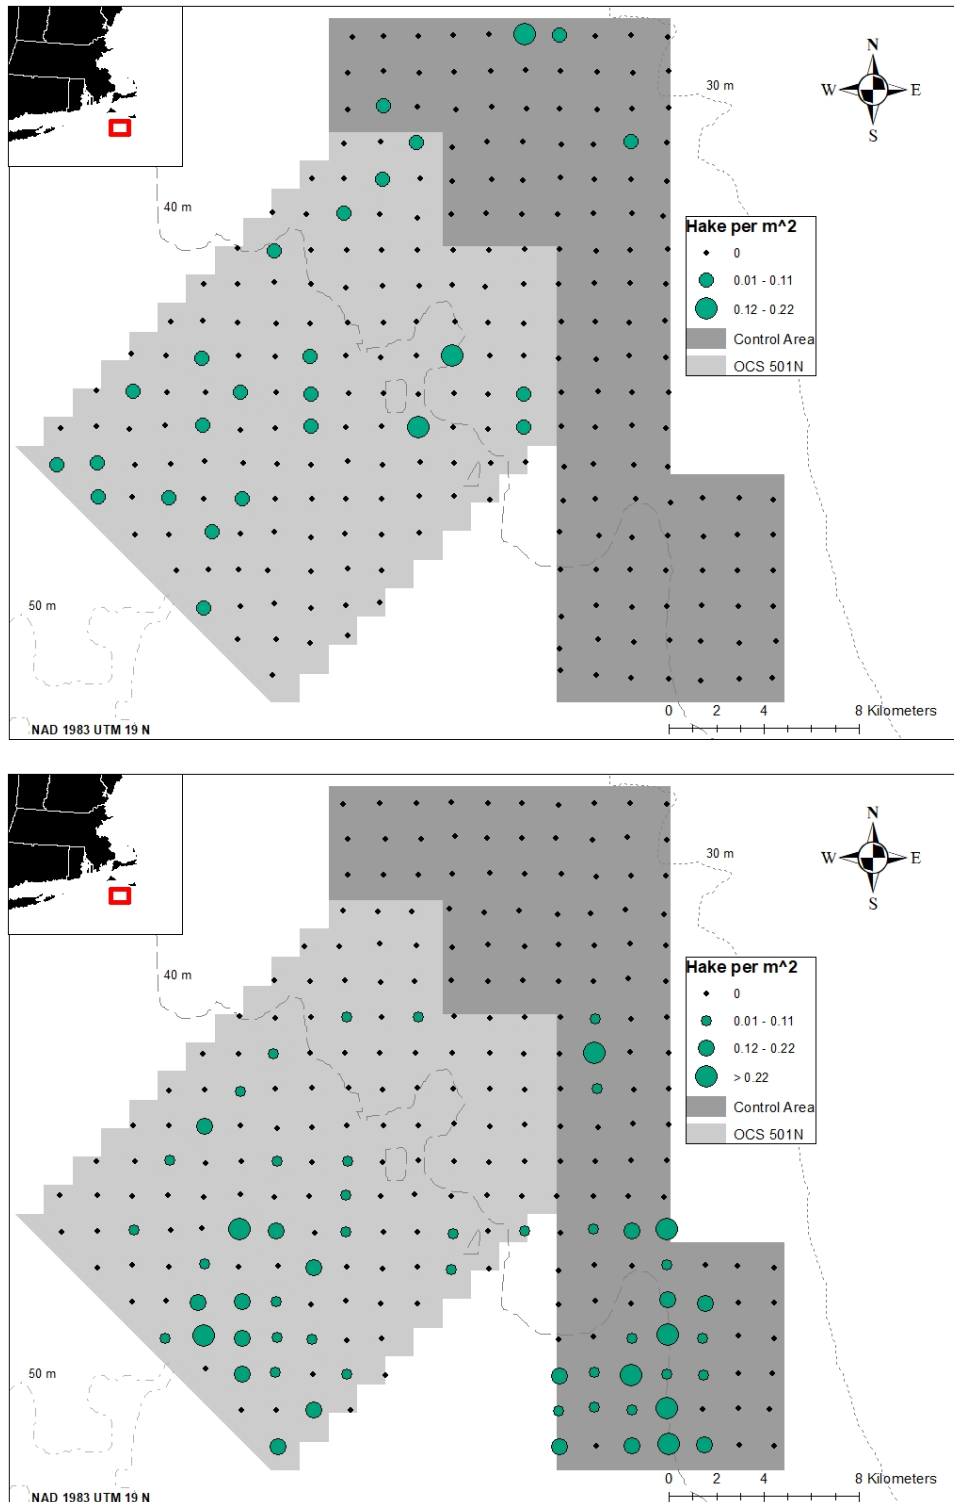 N
30 m
W E
S
40 m
Hake per m^2
0
0.01 - 0.11
0.12 - 0.22
Control Area
OCS 501N
50 m
0 2 4 8 Kilometers
NAD 1983 UTM 19 N
N
30 m
W E
S
40 m
Hake per m^2
0
0.01 - 0.11
0.12 - 0.22
> 0.22
Control Area
OCS 501N
50 m
0 2 4 8 Kilometers
NAD 1983 UTM 19 N